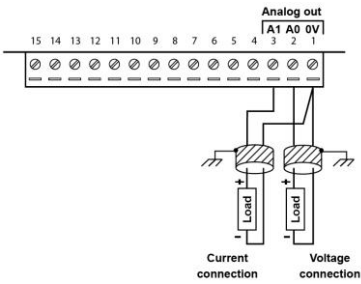 Analog out
A1 A0 0V
15 14 13 12 11 10 9 8 7 6 5 4 3 2 1
+ +
Load Load
- -
Current connection
Voltage connection